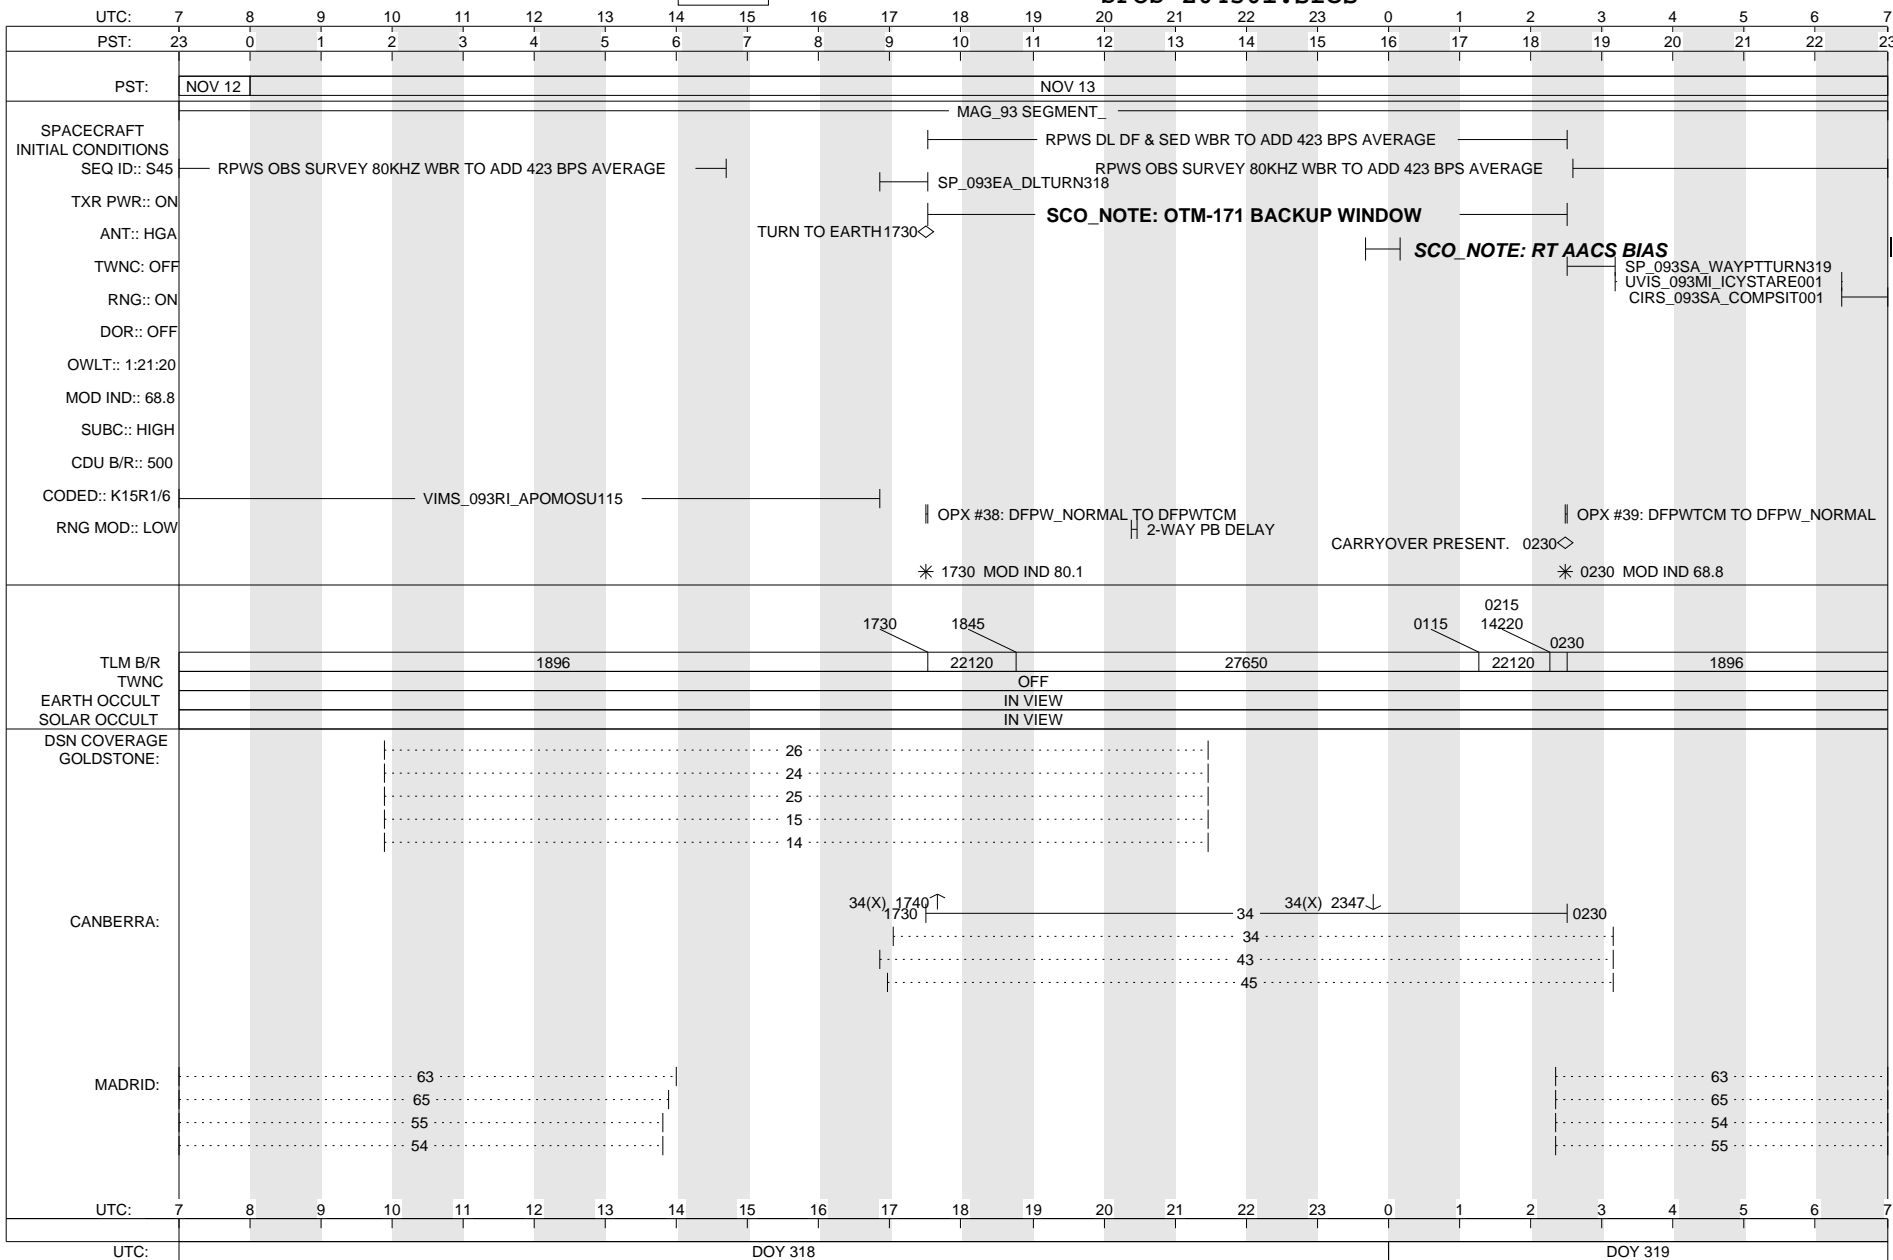 UTC: 7 8 9 10 11 12 13 14 15 16 17 18 19 20 21 22 23 0 1 2 3 4 5 6 7
PST: 23 0 1 2 3 4 5 6 7 8 9 10 11 12 13 14 15 16 17 18 19 20 21 22 23
PST: NOV 12 NOV 13
MAG_93 SEGMENT_
SPACECRAFT
INITIAL CONDITIONS
RPWS DL DF & SED WBR TO ADD 423 BPS AVERAGE
SEQ ID:: S45
RPWS OBS SURVEY 80KHZ WBR TO ADD 423 BPS AVERAGE
RPWS OBS SURVEY 80KHZ WBR TO ADD 423 BPS AVERAGE
SP_093EA_DLTURN318
TXR PWR:: ON
SCO_NOTE: OTM-171 BACKUP WINDOW
ANT:: HGA
TURN TO EARTH 1730
SCO_NOTE: RT AACS BIAS
TWNC: OFF
SP_093SA_WAYPTTURN319
UVIS_093MI_ICYSTARE001
RNG:: ON
CIRS_093SA_COMPSIT001
DOR:: OFF
OWLT:: 1:21:20
MOD IND:: 68.8
SUBC:: HIGH
CDU B/R:: 500
CODED:: K15R1/6
VIMS_093RI_APOMOSU115
OPX #38: DFPW_NORMAL TO DFPWTCM
OPX #39: DFPWTCM TO DFPW_NORMAL
RNG MOD:: LOW
2-WAY PB DELAY
CARRYOVER PRESENT. 0230
1730 MOD IND 80.1
0230 MOD IND 68.8
0215
1730 1845 0115 14220
0230
TLM B/R 1896 22120 27650 22120 1896
TWNC OFF
EARTH OCCULT IN VIEW
SOLAR OCCULT IN VIEW
DSN COVERAGE
GOLDSTONE:
26
24
25
15
14
34(X) 1740 34(X) 2347
CANBERRA: 1730 34 0230
34
43
45
MADRID:
63 63
65 65
55 54
54 55
UTC: 7 8 9 10 11 12 13 14 15 16 17 18 19 20 21 22 23 0 1 2 3 4 5 6 7
UTC: DOY 318 DOY 319